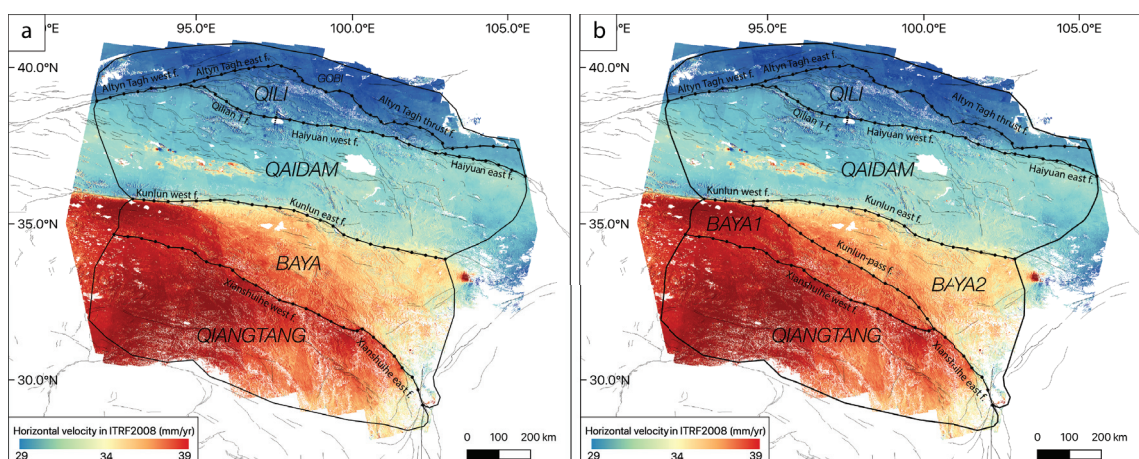 a
95.0°E
100.0°E
105.0°E
40.0°N
35.0°N
30.0°N
Altyn Tagh west f.
Altyn Tagh east f.
GOBI
QILI
Altyn Tagh thrust f.
Qilian 1 f.
Haiyuan west f.
Haiyuan east f.
QAIDAM
Kunlun west f.
Kunlun east f.
BAYA
Xianshuihe west f.
QIANGTANG
Xianshuihe east f.
Horizontal velocity in ITRF2008 (mm/yr)
29 34 39
0 100 200 km
b
95.0°E
100.0°E
105.0°E
40.0°N
35.0°N
30.0°N
Altyn Tagh west f.
Altyn Tagh east f.
QILI
Altyn Tagh thrust f.
Qilian 1 f.
Haiyuan west f.
Haiyuan east f.
QAIDAM
Kunlun west f.
Kunlun east f.
BAYA1
Kunlun-pass f.
BAYA2
Xianshuihe west f.
QIANGTANG
Xianshuihe east f.
Horizontal velocity in ITRF2008 (mm/yr)
29 34 39
0 100 200 km